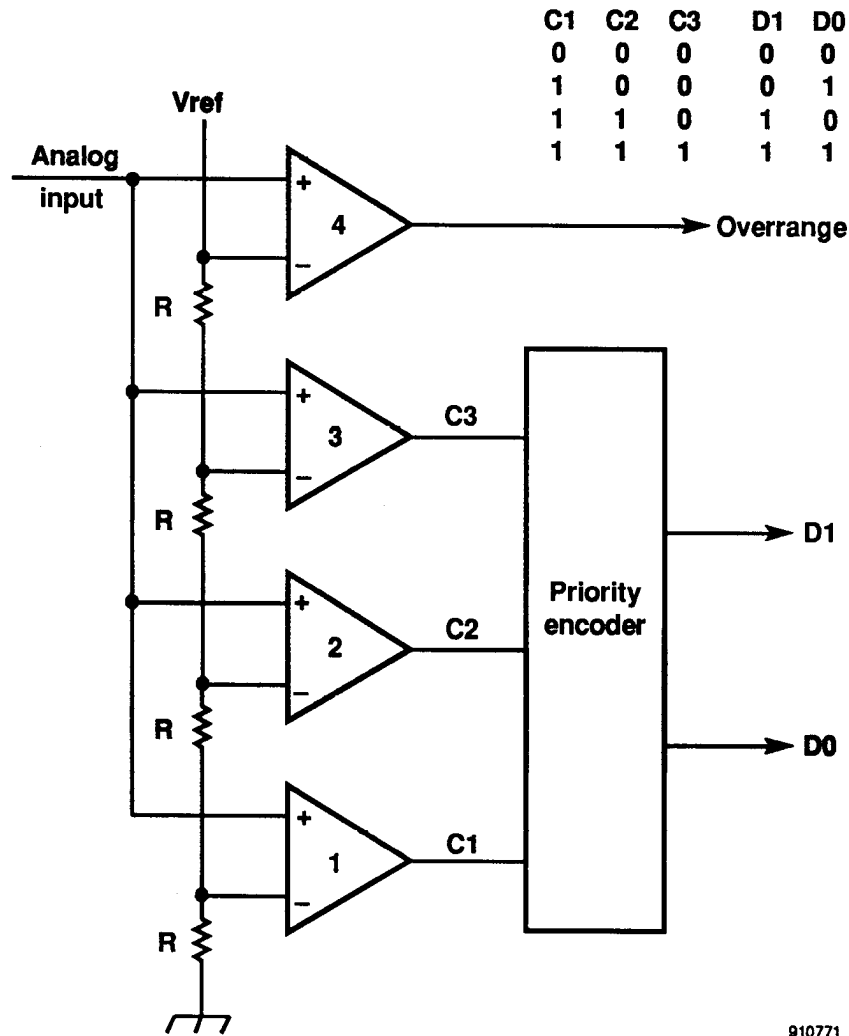 C1 C2 C3 D1 D0
0 0 0 0 0
1 0 0 0 1
1 1 0 1 0
1 1 1 1 1
Vref
Analog
input
+
4
−
Overrange
R
+
3
−
C3
R
D1
+
2
−
C2
Priority
encoder
R
D0
+
1
−
C1
R
910771